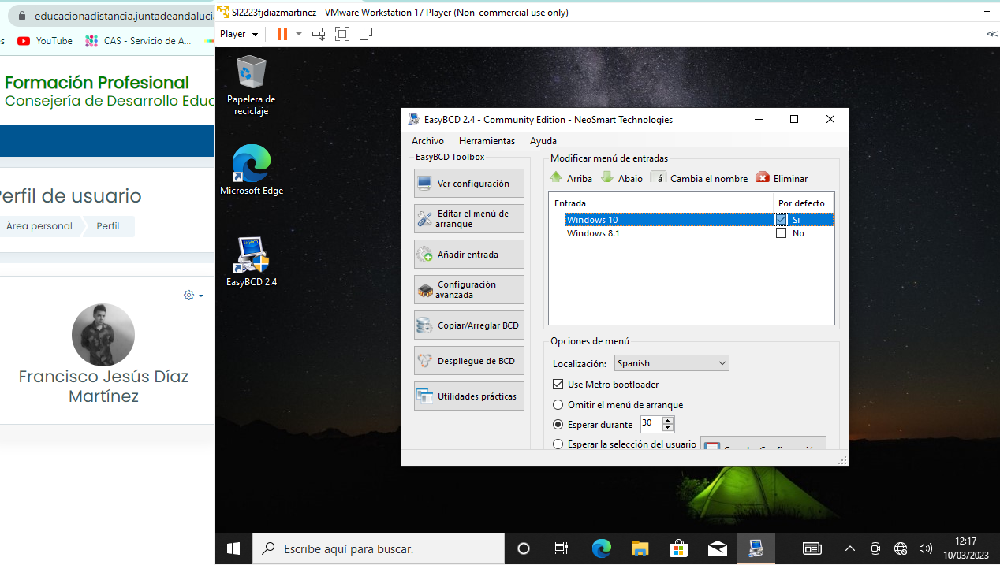 educacionadistancia.juntadeandaluci
SI2223fjdiazmartinez - VMware Workstation 17 Player (Non-commercial use only)
Player
YouTube
CAS - Servicio de A...
Formación Profesional
Consejería de Desarrollo Educ
Perfil de usuario
Área personal
Perfil
Francisco Jesús Díaz
Martínez
Papelera de
reciclaje
Microsoft Edge
EasyBCD 2.4
EasyBCD 2.4 - Community Edition - NeoSmart Technologies
Archivo
Herramientas
Ayuda
EasyBCD Toolbox
Ver configuración
Editar el menú de
arranque
Añadir entrada
Configuración
avanzada
Copiar/Arreglar BCD
Despliegue de BCD
Utilidades prácticas
Modificar menú de entradas
Arriba
Abaio
á
Cambia el nombre
Eliminar
Entrada
Por defecto
Windows 10
Si
Windows 8.1
No
Opciones de menú
Localización:
Spanish
Use Metro bootloader
Omitir el menú de arranque
Esperar durante
30
Esperar la selección del usuario
Escribe aquí para buscar.
12:17
10/03/2023